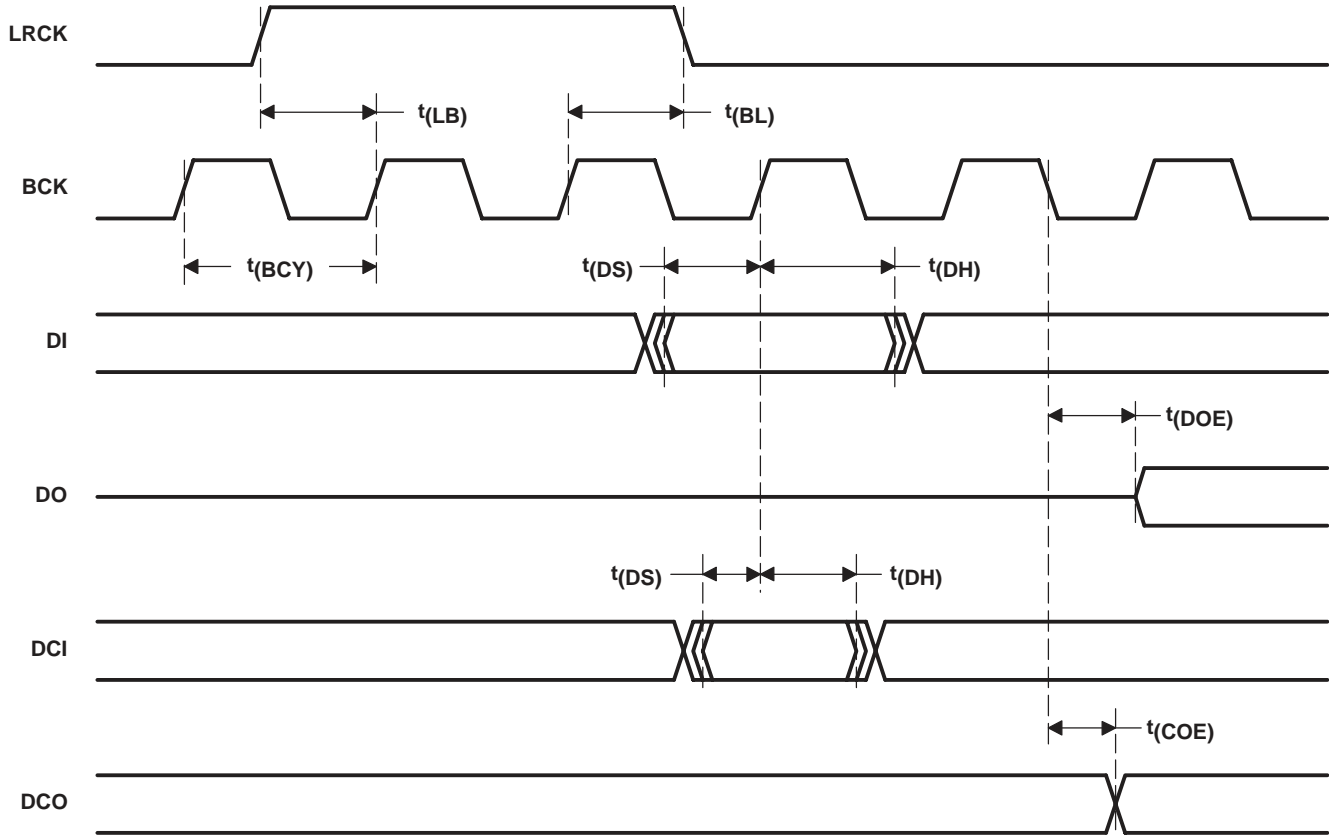 LRCK
t(LB)
t(BL)
BCK
t(BCY)
t(DS)
t(DH)
DI
t(DOE)
DO
t(DS)
t(DH)
DCI
t(COE)
DCO